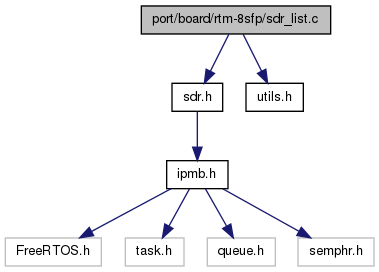 port/board/rtm-8sfp/sdr_list.c
sdr.h
utils.h
ipmb.h
FreeRTOS.h
task.h
queue.h
semphr.h